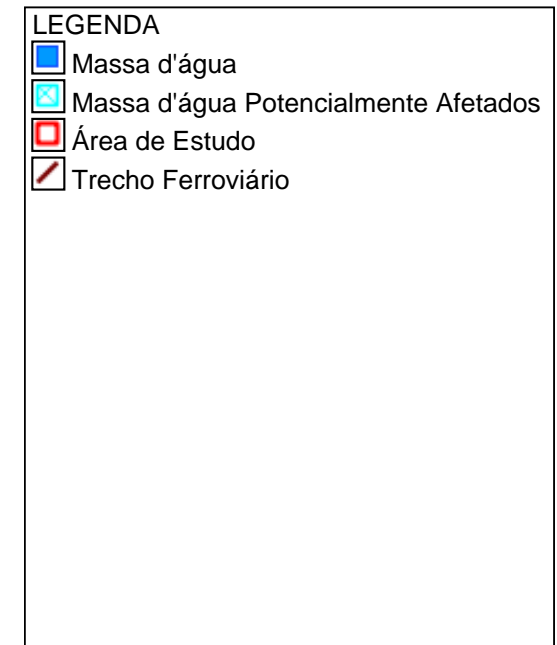 LEGENDA
Massa d'água
Massa d'água Potencialmente Afetados
Área de Estudo
Trecho Ferroviário